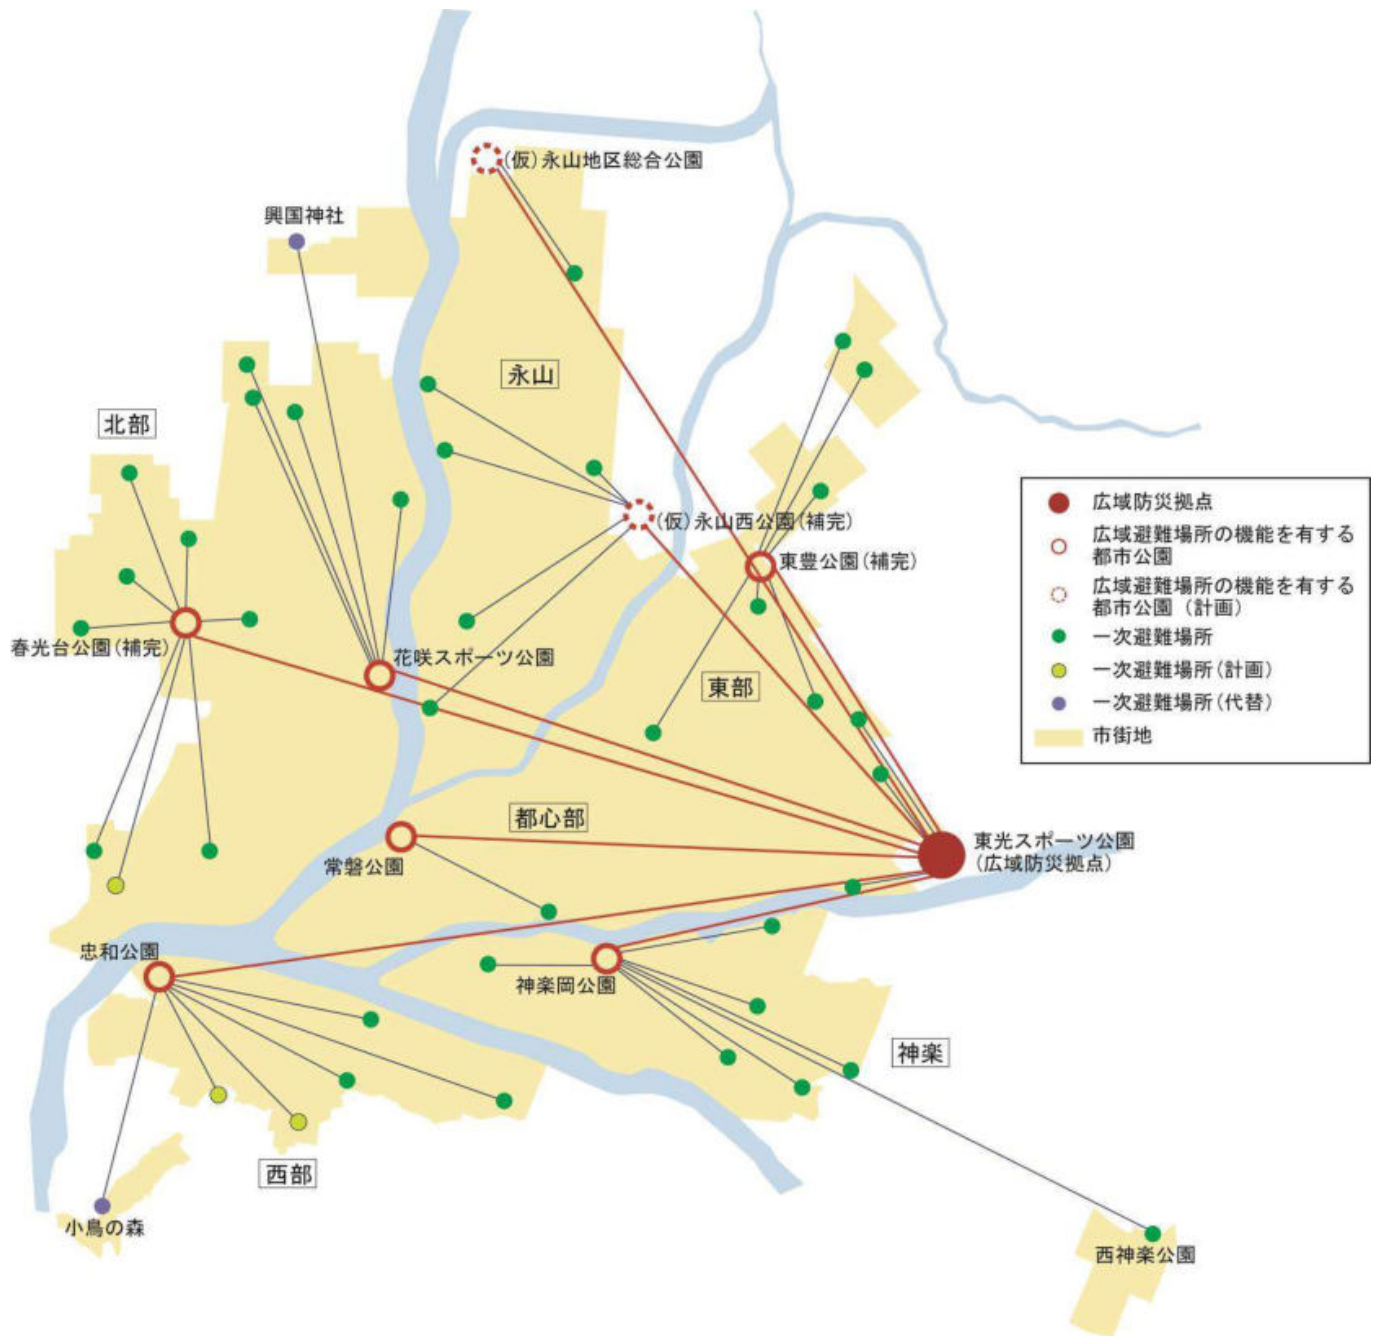 (仮)永山地区総合公園
興国神社
永山
北部
(仮)永山西公園(補完)
東豊公園(補完)
春光台公園(補完)
花咲スポーツ公園
東部
都心部
常磐公園
東光スポーツ公園
(広域防災拠点)
忠和公園
神楽岡公園
神楽
西部
小鳥の森
西神楽公園
広域防災拠点
広域避難場所の機能を有する
都市公園
広域避難場所の機能を有する
都市公園(計画)
一次避難場所
一次避難場所(計画)
一次避難場所(代替)
市街地